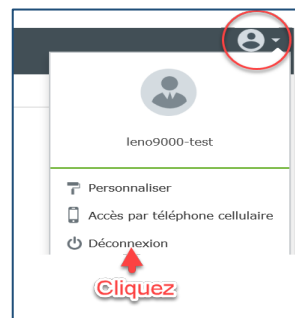 leno9000-test
Personnaliser
Accès par téléphone cellulaire
Déconnexion
Cliquez